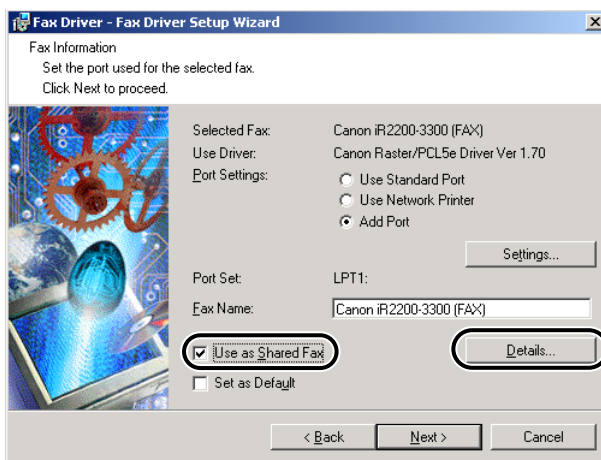 Fax Driver - Fax Driver Setup Wizard
Fax Information
Set the port used for the selected fax.
Click Next to proceed.
Selected Fax: Canon iR2200-3300 (FAX)
Use Driver: Canon Raster/PCL5e Driver Ver 1.70
Port Settings: Use Standard Port
Use Network Printer
Add Port
Settings...
Port Set: LPT1:
Fax Name: Canon iR2200-3300 (FAX)
Use as Shared Fax Details...
Set as Default
< Back Next > Cancel